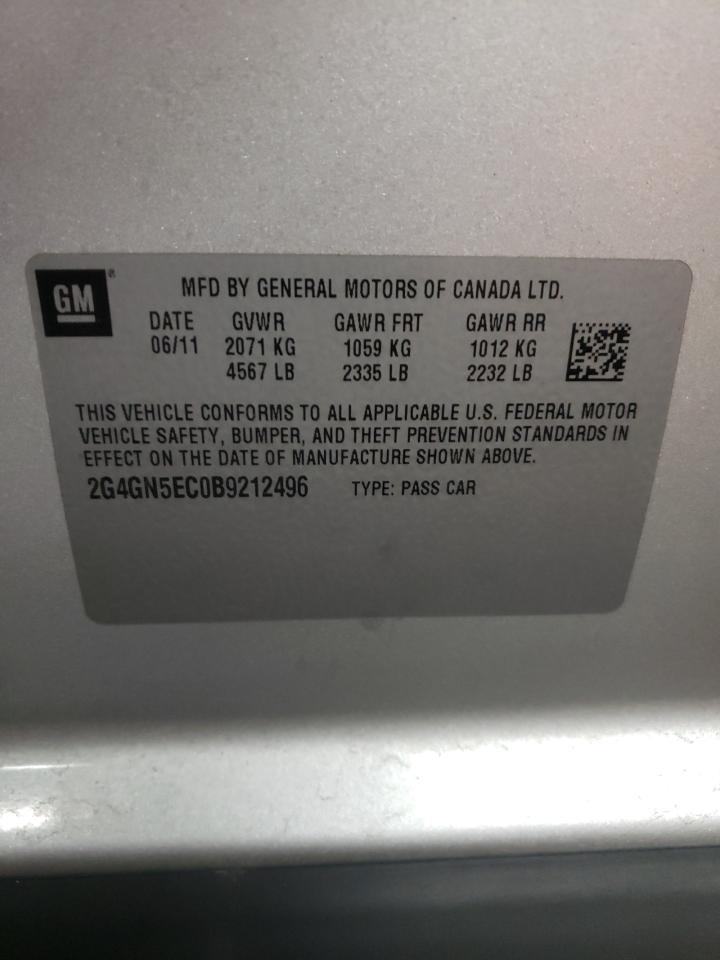 GM®
MFD BY GENERAL MOTORS OF CANADA LTD.
DATE GVWR GAWR FRT GAWR RR
06/11 2071 KG 1059 KG 1012 KG
4567 LB 2335 LB 2232 LB
THIS VEHICLE CONFORMS TO ALL APPLICABLE U.S. FEDERAL MOTOR
VEHICLE SAFETY, BUMPER, AND THEFT PREVENTION STANDARDS IN
EFFECT ON THE DATE OF MANUFACTURE SHOWN ABOVE.
2G4GN5EC0B9212496 TYPE: PASS CAR